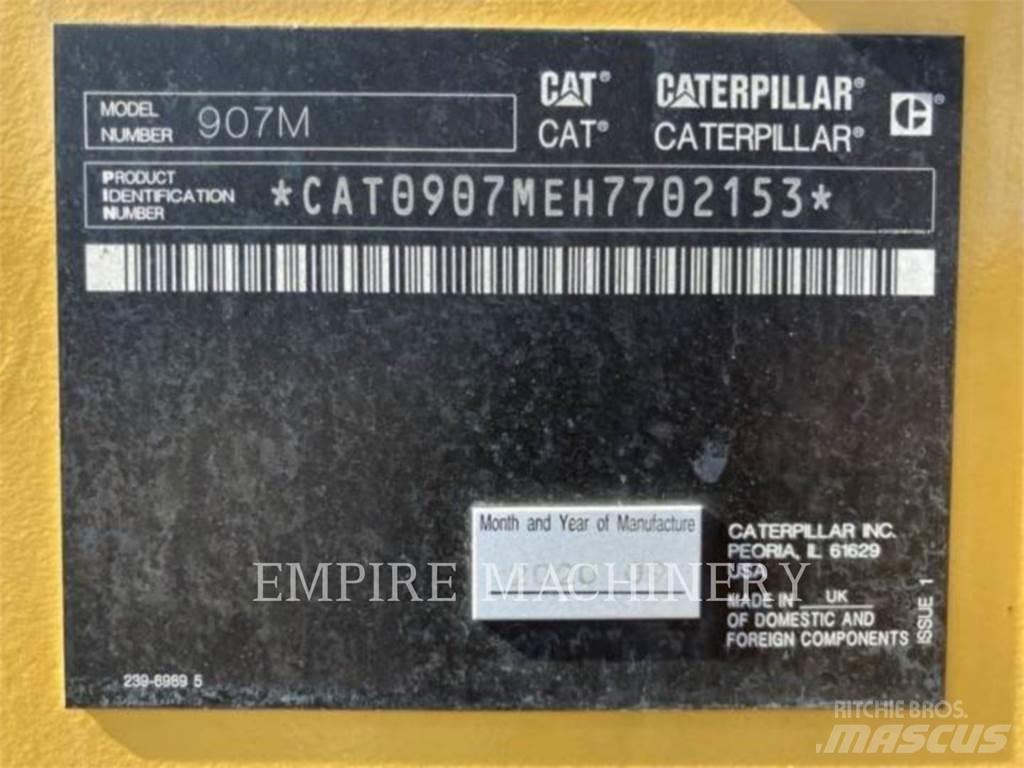 CAT® CATERPILLAR®
CAT® CATERPILLAR®
MODEL
NUMBER 907M
PRODUCT
IDENTIFICATION
NUMBER
*CAT0907MEH7702153*
Month and Year of Manufacture
CATERPILLAR INC.
PEORIA, IL 61629
USA
MADE IN UK
OF DOMESTIC AND
FOREIGN COMPONENTS
ISSUE 1
239-6969 5
EMPIRE MACHINERY
RITCHIE BROS.
MASCUS